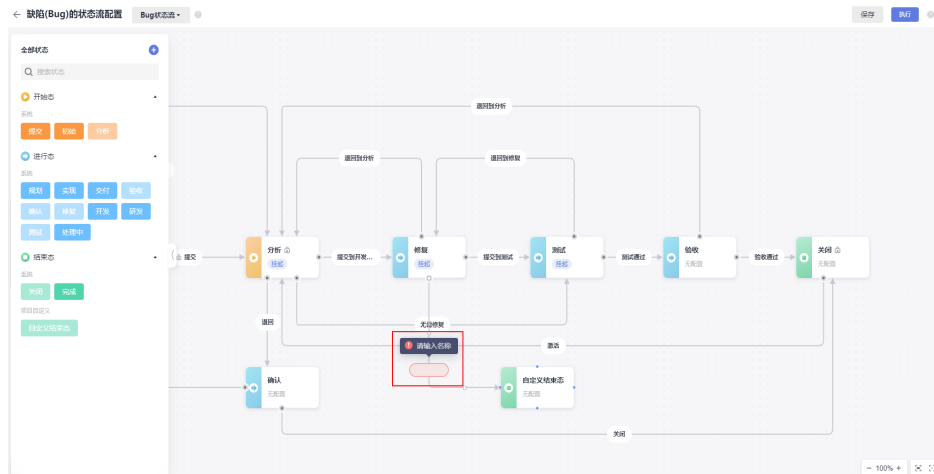 缺陷(Bug)的状态流配置
Bug状态流
保存
执行
全部状态
搜索状态
开始态
系统
提交 初始 分析
进行态
系统
规划 实现 交付 验收
确认 修复 开发 研发
测试 处理中
结束态
系统
关闭 完成
项目自定义
自定义结束态
退回到分析
退回到分析
退回到修复
提交
分析
挂起
提交到开发...
修复
挂起
提交到测试
测试
挂起
测试通过
验收
无配置
验收通过
关闭
无配置
退回
无需修复
请输入名称
激活
确认
无配置
自定义结束态
无配置
关闭
100%